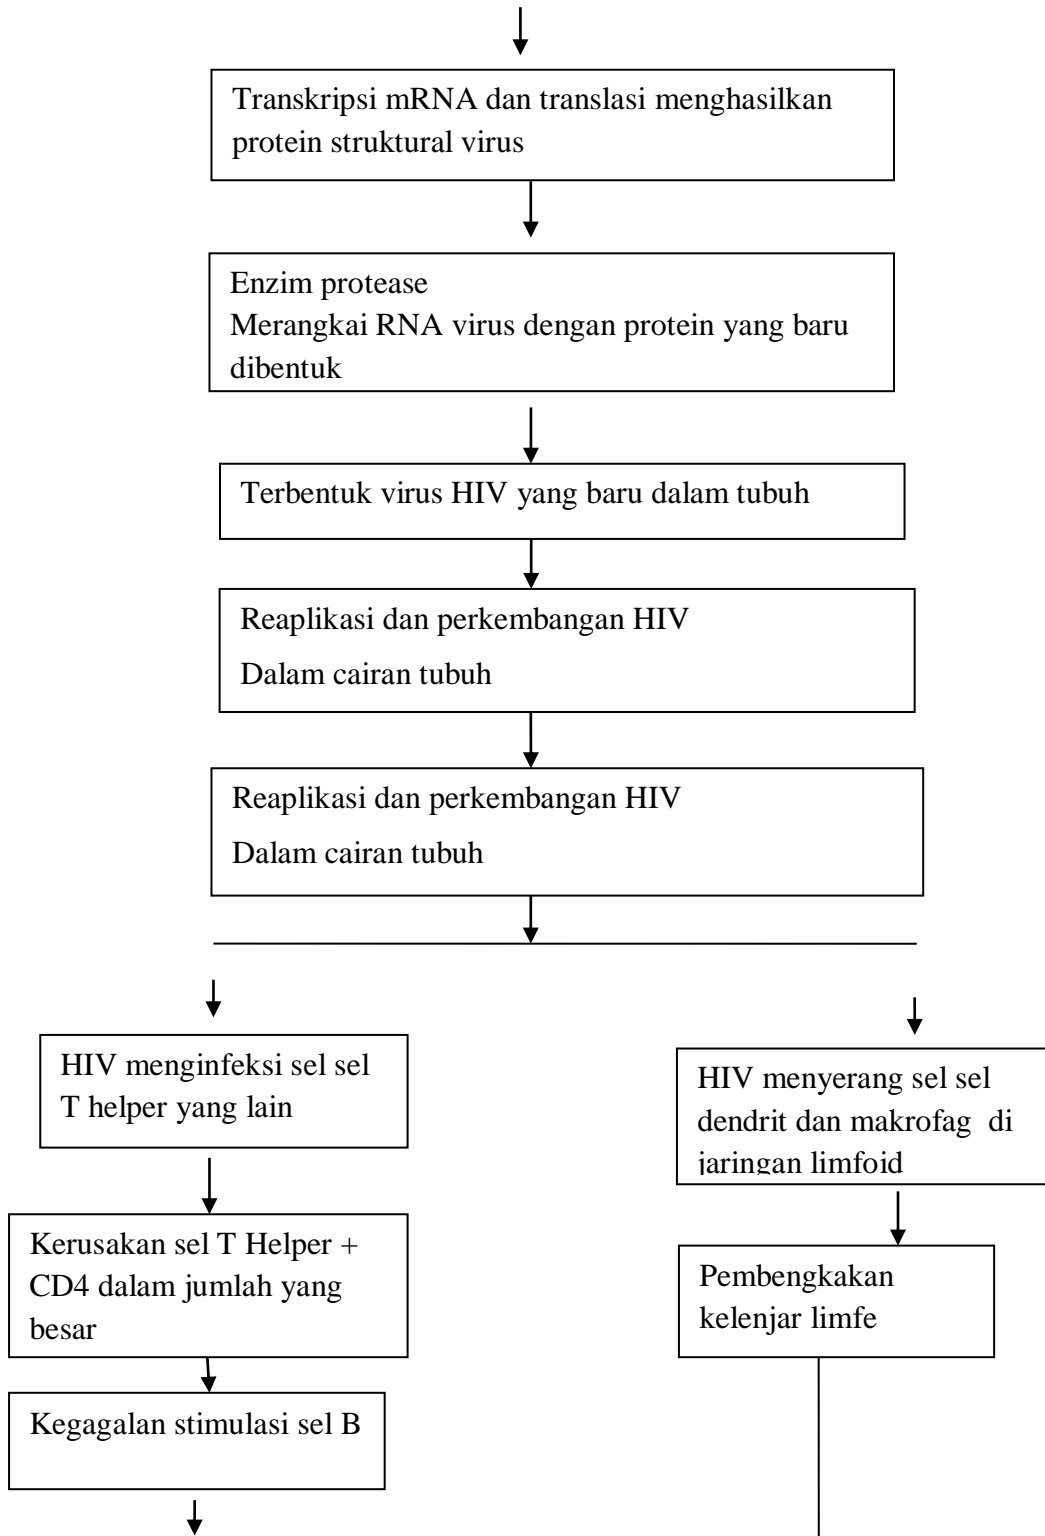 Transkripsi mRNA dan translasi menghasilkan
protein struktural virus
Enzim protease
Merangkai RNA virus dengan protein yang baru
dibentuk
Terbentuk virus HIV yang baru dalam tubuh
Reaplikasi dan perkembangan HIV
Dalam cairan tubuh
Reaplikasi dan perkembangan HIV
Dalam cairan tubuh
HIV menginfeksi sel sel
T helper yang lain
Kerusakan sel T Helper +
CD4 dalam jumlah yang
besar
Kegagalan stimulasi sel B
HIV menyerang sel sel
dendrit dan makrofag di
jaringan limfoid
Pembengkakan
kelenjar limfe